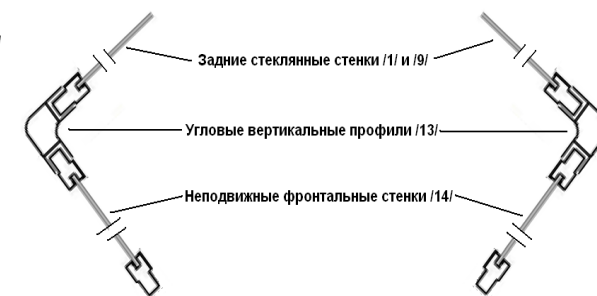 Задние стеклянные стенки /1/ и /9/
Угловые вертикальные профили /13/
Неподвижные фронтальные стенки /14/